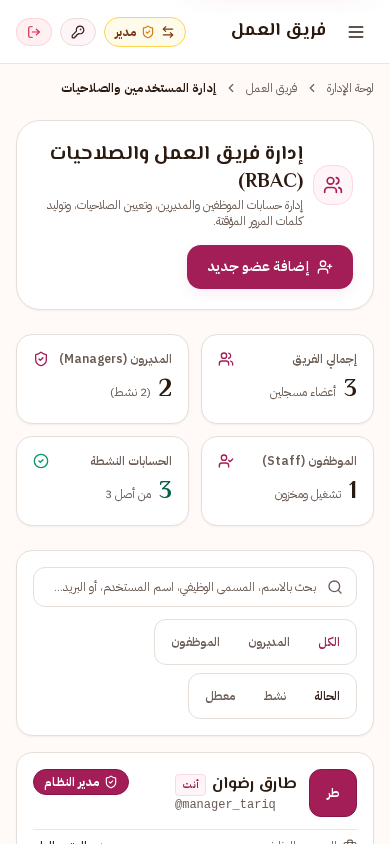 فريق العمل
مدير
لوحة الإدارة
فريق العمل
إدارة المستخدمين والصلاحيات
إدارة فريق العمل والصلاحيات
(RBAC)
إدارة حسابات الموظفين والمديرين، وتعيين الصلاحيات، وتوليد
كلمات المرور المؤقتة.
إضافة عضو جديد
إجمالي الفريق
3 أعضاء مسجلين
المديرون (Managers)
2 (2 نشط)
الموظفون (Staff)
1 تشغيل ومخزون
الحسابات النشطة
3 من أصل 3
بحث بالاسم، المسمى الوظيفي، اسم المستخدم، أو البريد...
الكل
المديرون
الموظفون
الحالة
نشط
معطل
طر
طارق رضوان
أنت
@manager_tariq
مدير النظام